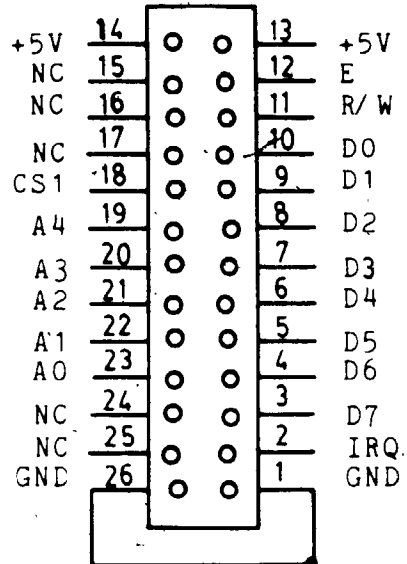 +5V 14 13 +5V
NC 15 12 E
NC 16 11 R/W
NC 17 10 D0
CS1 18 9 D1
A4 19 8 D2
A3 20 7 D3
A2 21 6 D4
A1 22 5 D5
A0 23 4 D6
NC 24 3 D7
NC 25 2 IRQ
GND 26 1 GND